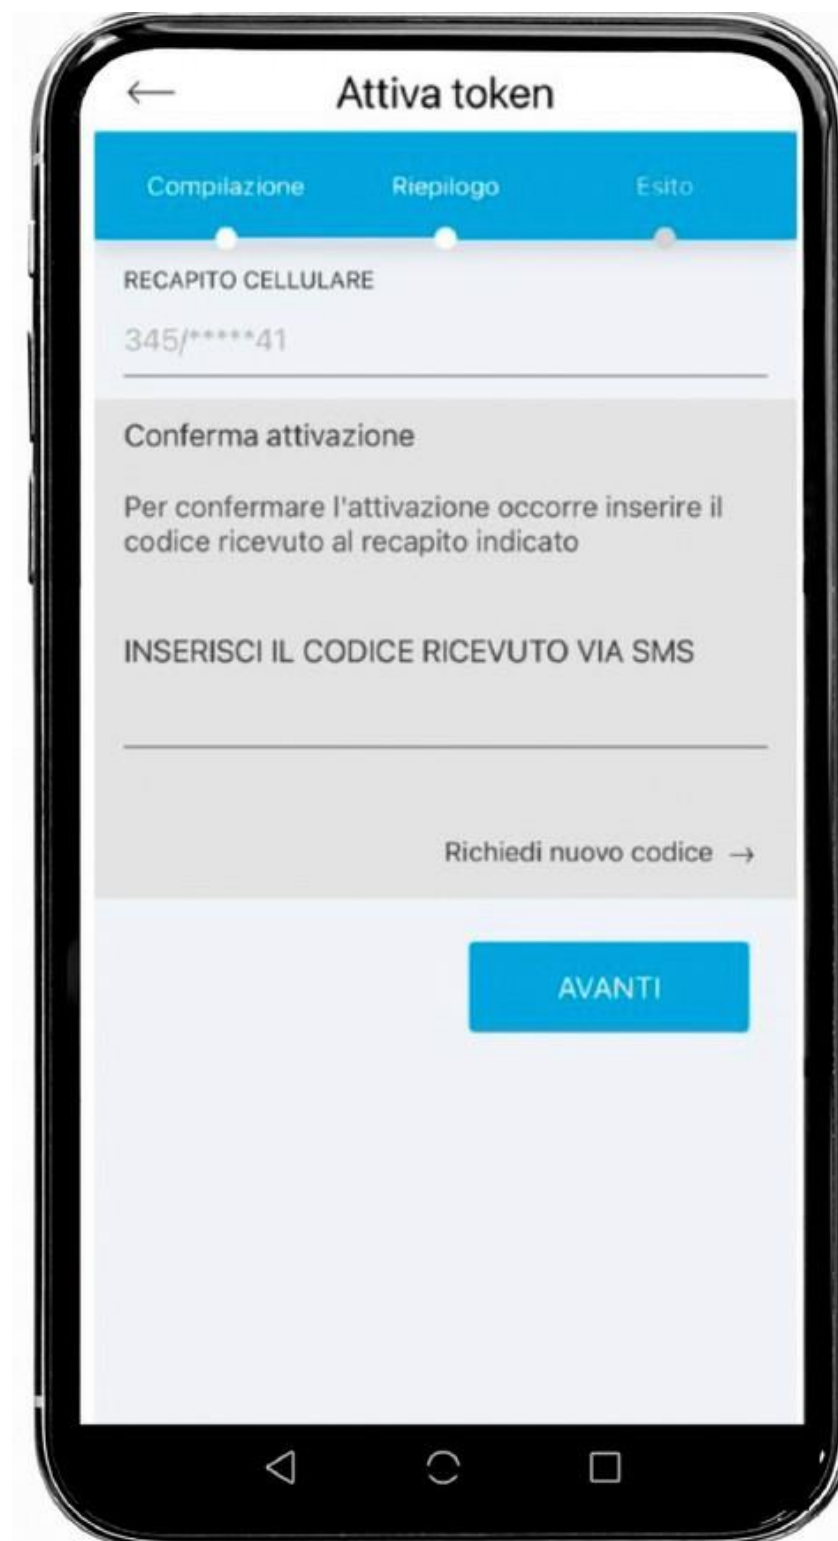 Attiva token
Compilazione Riepilogo Esito
RECAPITO CELLULARE
345/*****41
Conferma attivazione
Per confermare l'attivazione occorre inserire il
codice ricevuto al recapito indicato
INSERISCI IL CODICE RICEVUTO VIA SMS
Richiedi nuovo codice →
AVANTI